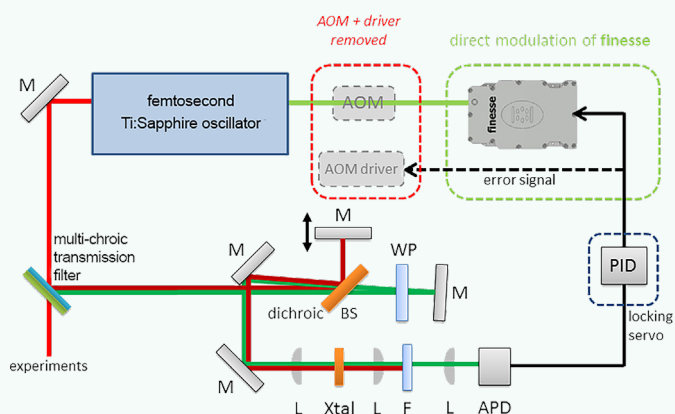 AOM + driver
removed
direct modulation of finesse
M
femtosecond
Ti:Sapphire oscillator
AOM
finesse
AOM driver
error signal
M
multi-chroic
transmission
filter
M
WP
PID
dichroic
BS
M
locking
servo
experiments
M
L
Xtal
L
F
L
APD